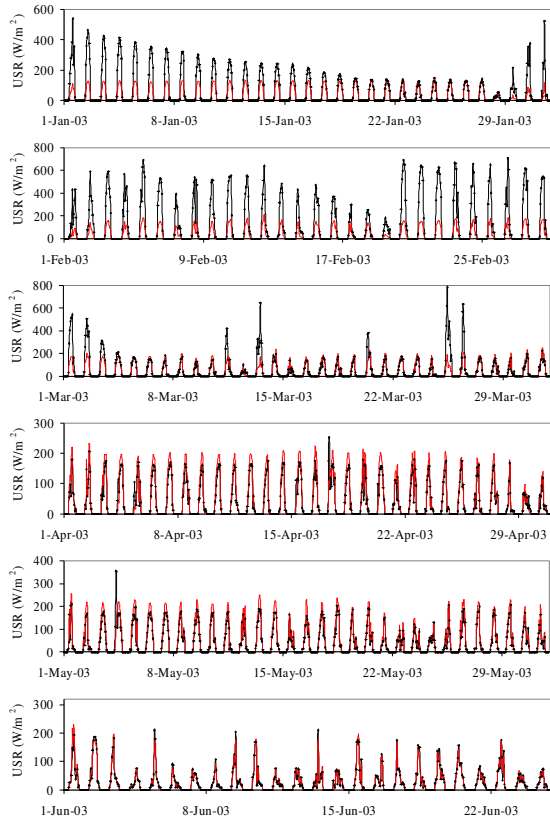 USR (W/m²)
600
400
200
0
1-Jan-03 8-Jan-03 15-Jan-03 22-Jan-03 29-Jan-03
USR (W/m²)
800
600
400
200
0
1-Feb-03 9-Feb-03 17-Feb-03 25-Feb-03
USR (W/m²)
800
600
400
200
0
1-Mar-03 8-Mar-03 15-Mar-03 22-Mar-03 29-Mar-03
USR (W/m²)
300
200
100
0
1-Apr-03 8-Apr-03 15-Apr-03 22-Apr-03 29-Apr-03
USR (W/m²)
400
300
200
100
0
1-May-03 8-May-03 15-May-03 22-May-03 29-May-03
USR (W/m²)
300
200
100
0
1-Jun-03 8-Jun-03 15-Jun-03 22-Jun-03